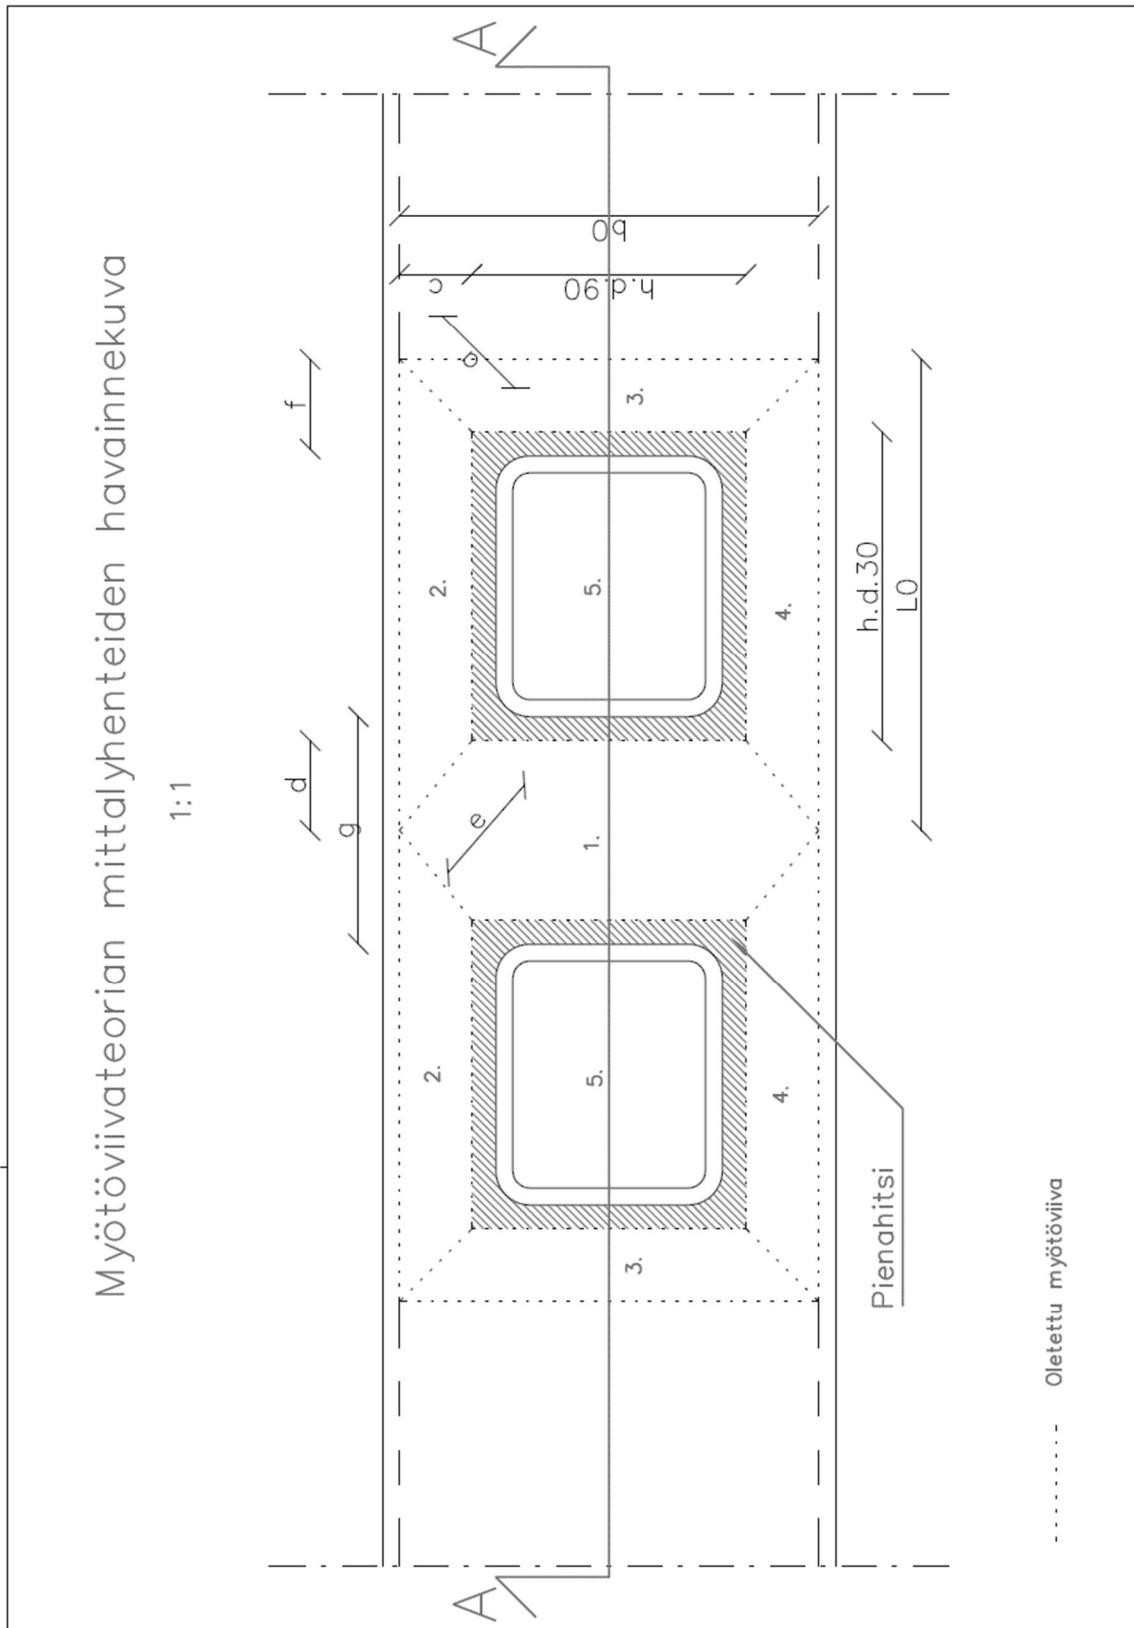 Myötöviivateorian mittalyhenteiden havainnekuva
1:1
d
f
g
2.
2.
c
A
e
A
5.
1.
5.
h.d.90
b0
3.
3.
4.
4.
h.d.30
L0
Pienahitsi
Oletettu myötöviiva